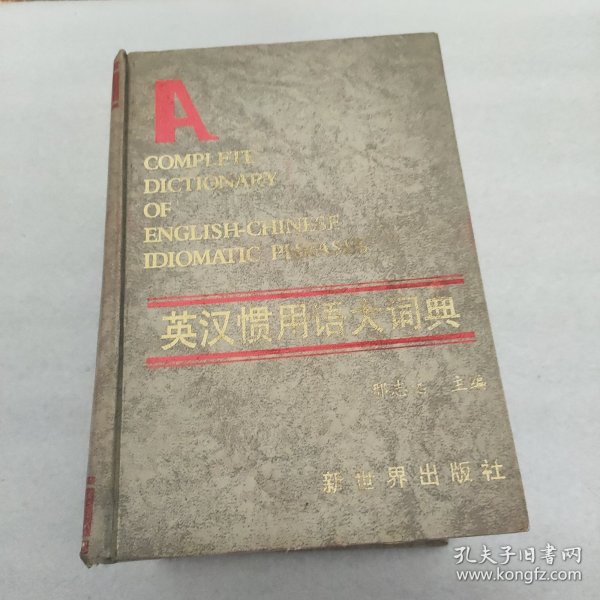 A
COMPLETE
DICTIONARY
OF
ENGLISH-CHINESE
IDIOMATIC PHRASES
英汉惯用语大词典
主编
新世界出版社
孔夫子旧书网
www.kongfz.com